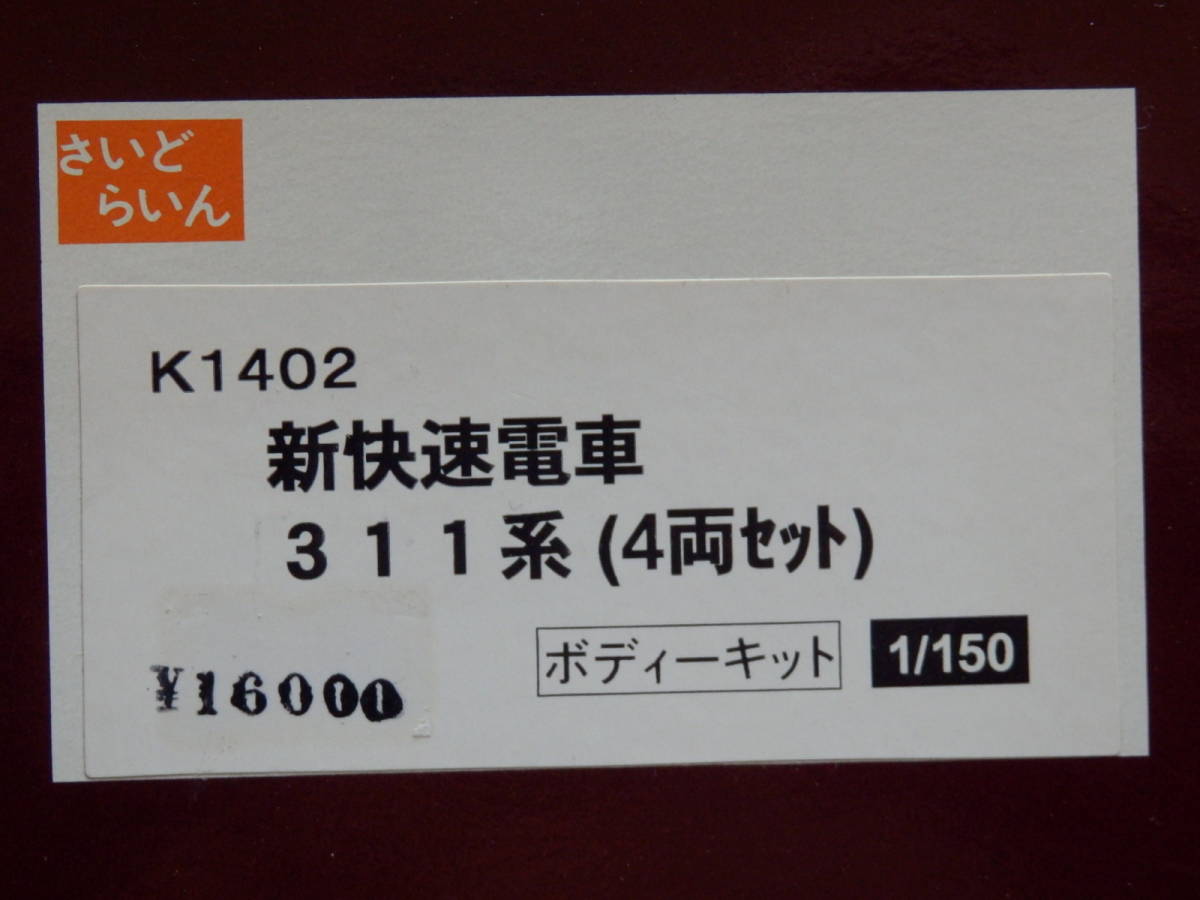 さいど
らいん
K1402
新快速電車
３１１系 (4両ｾｯﾄ)
¥16000
ボディーキット 1/150